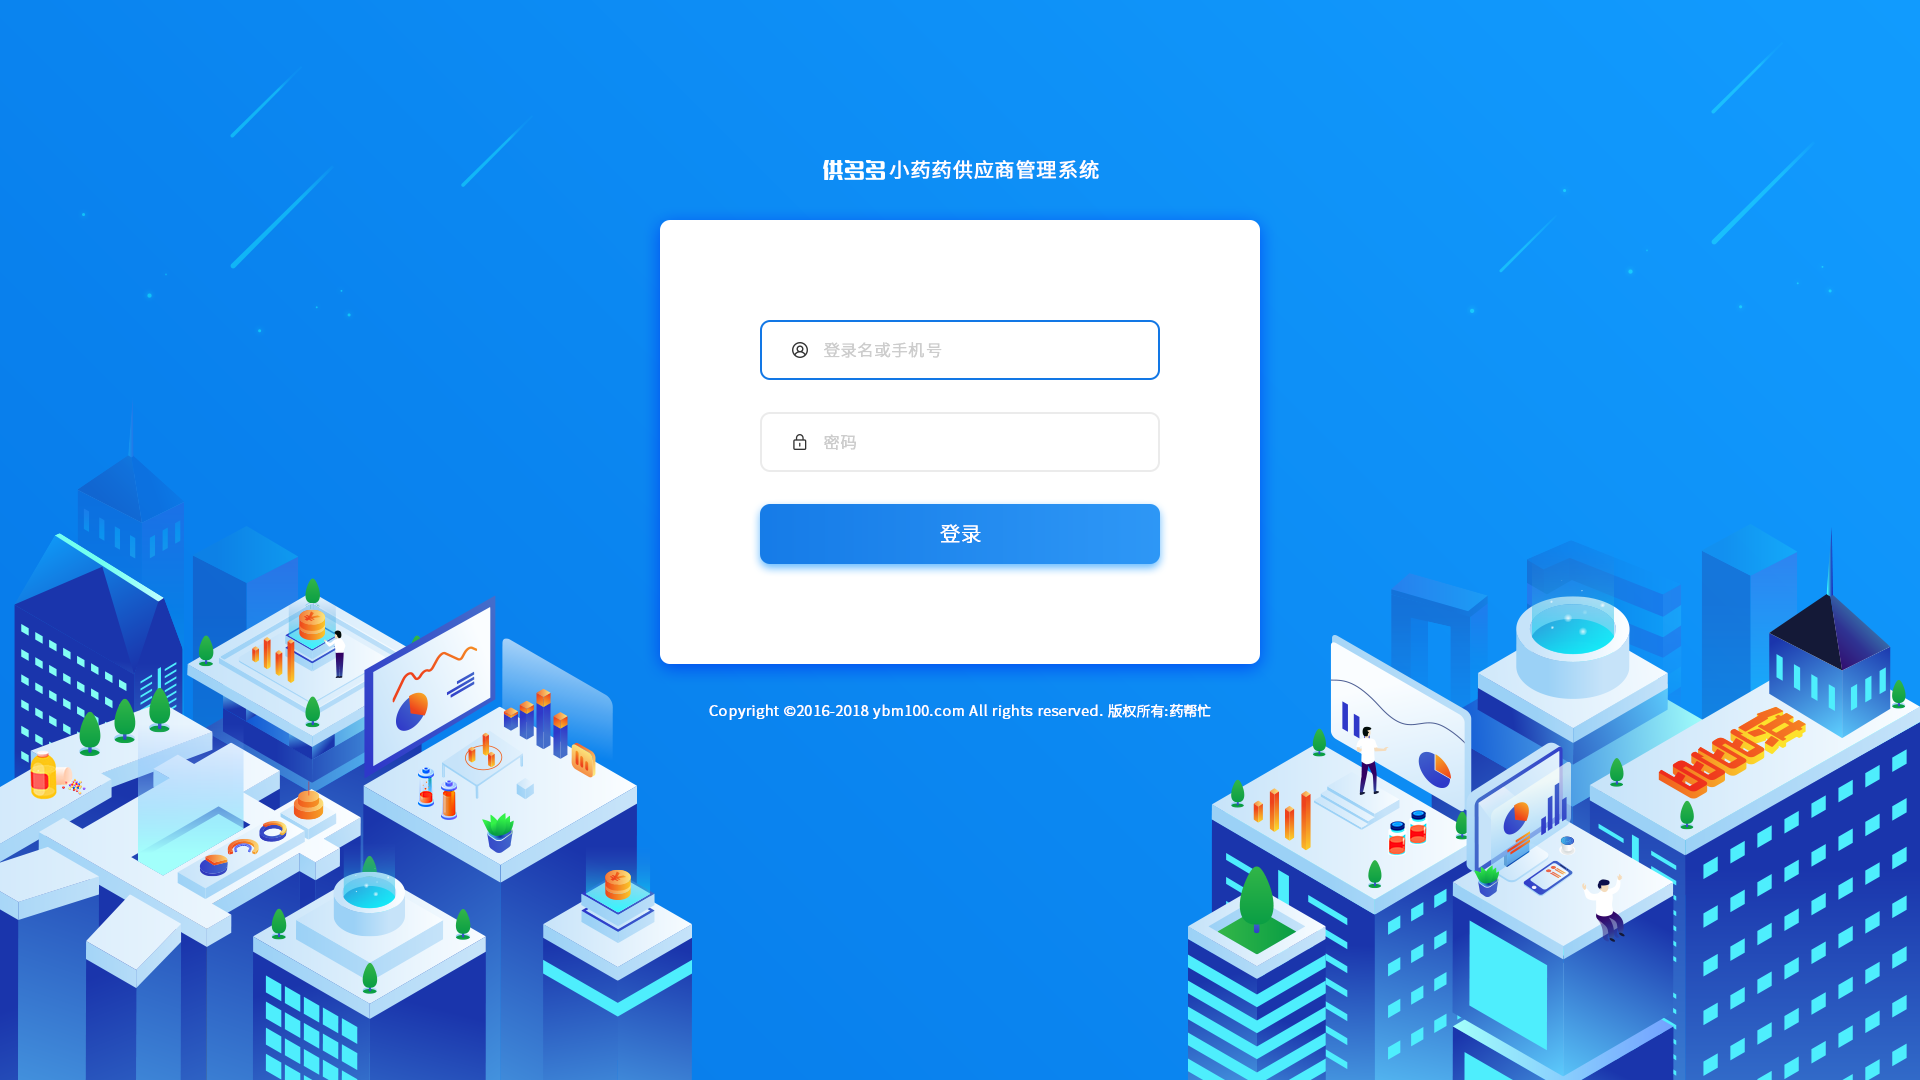 供多多 小药药供应商管理系统
登录名或手机号
密码
登录
Copyright ©2016-2018 ybm100.com All rights reserved. 版权所有:药帮忙